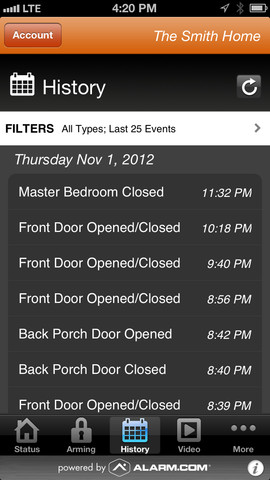 LTE 4:20 PM
Account The Smith Home
History
FILTERS All Types; Last 25 Events
Thursday Nov 1, 2012
Master Bedroom Closed 11:32 PM
Front Door Opened/Closed 10:18 PM
Front Door Opened/Closed 9:40 PM
Front Door Opened/Closed 8:56 PM
Back Porch Door Opened 8:42 PM
Back Porch Door Closed 8:40 PM
Front Door Opened/Closed 8:39 PM
Status Arming History Video More
powered by ALARM.COM®